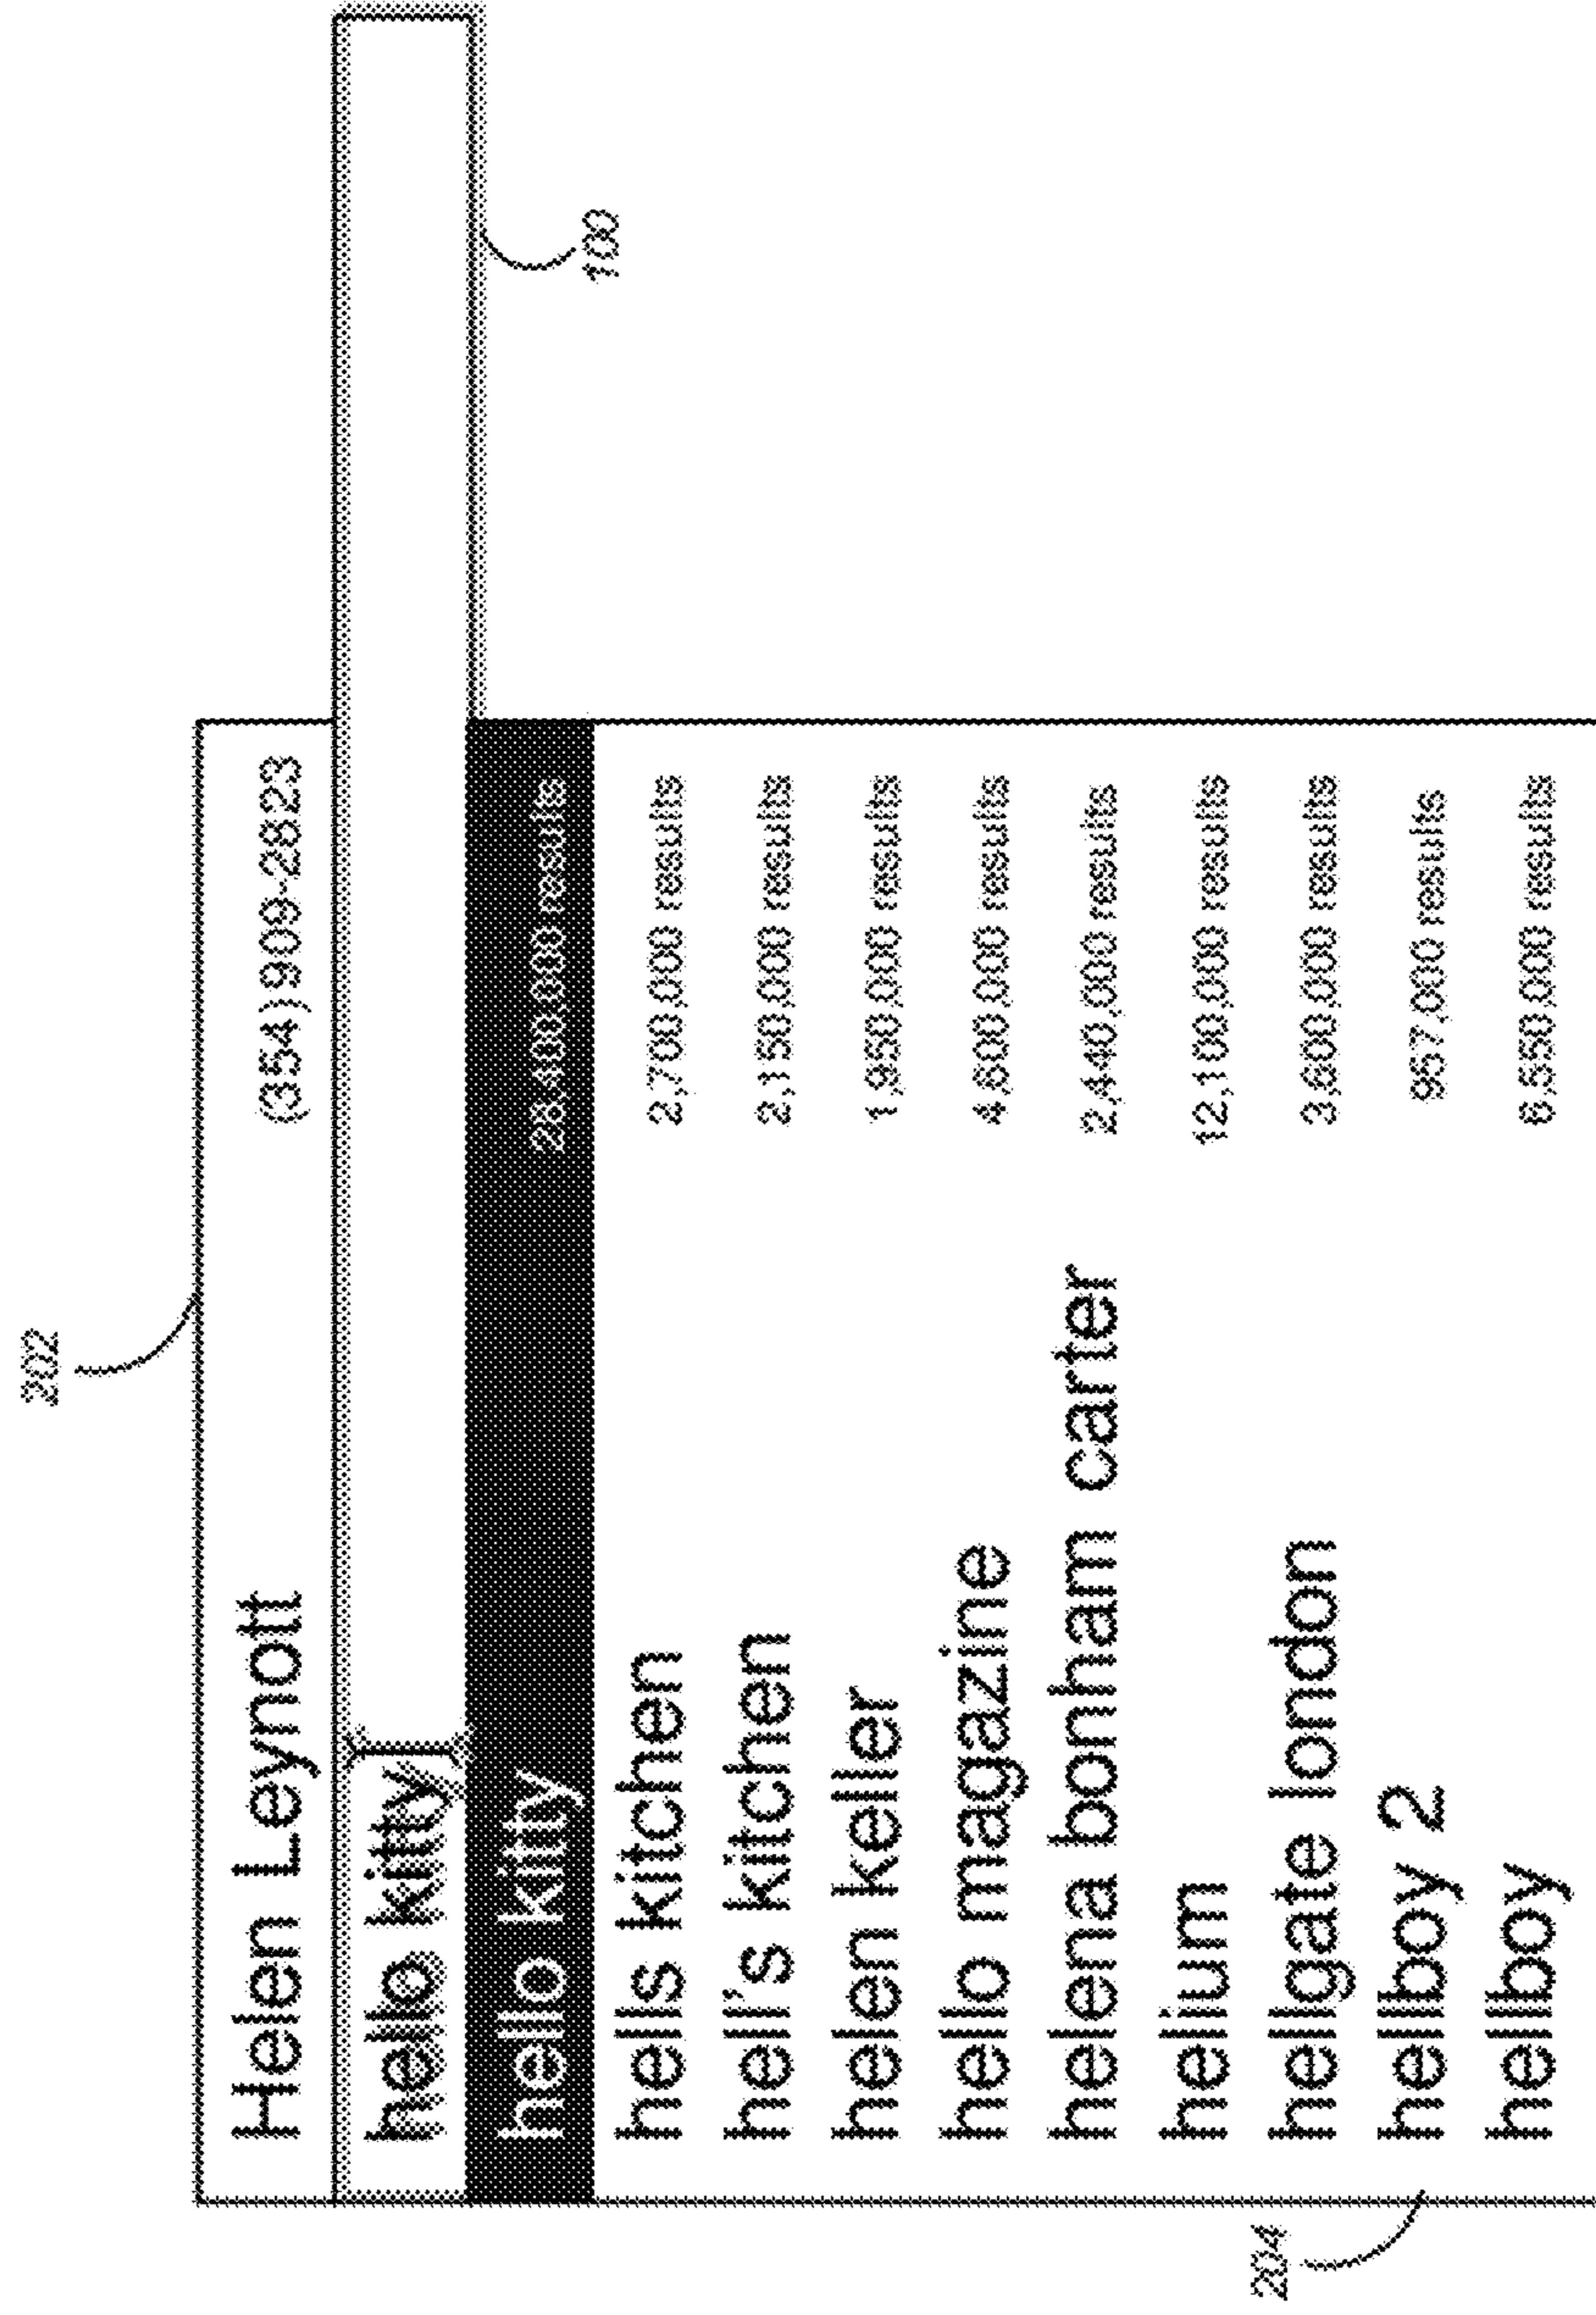 202
Helen Leynott (354) 909-2823
hello kitty
100
hello kitty results
hells kitchen 2,700,000 results
hell's kitchen 2,150,000 results
helen keller 1,950,000 results
hello magazine 4,600,000 results
helena bonham carter 2,440,000 results
helium 12,100,000 results
hellgate london 3,600,000 results
hellboy 2 957,000 results
hellboy 6,550,000 results
204